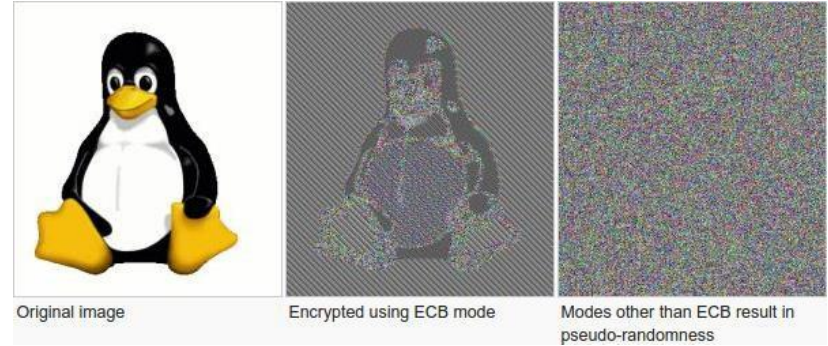 Original image
Encrypted using ECB mode
Modes other than ECB result in
pseudo-randomness